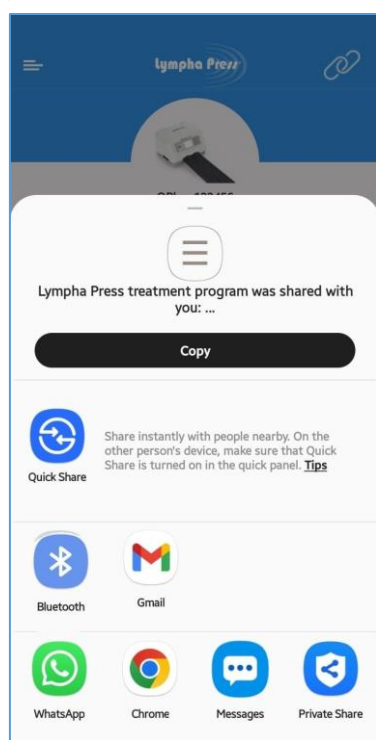 Lympha Press
Lympha Press treatment program was shared with
you: ...
Copy
Share instantly with people nearby. On the
other person's device, make sure that Quick
Share is turned on in the quick panel. Tips
Quick Share
Bluetooth
Gmail
WhatsApp
Chrome
Messages
Private Share